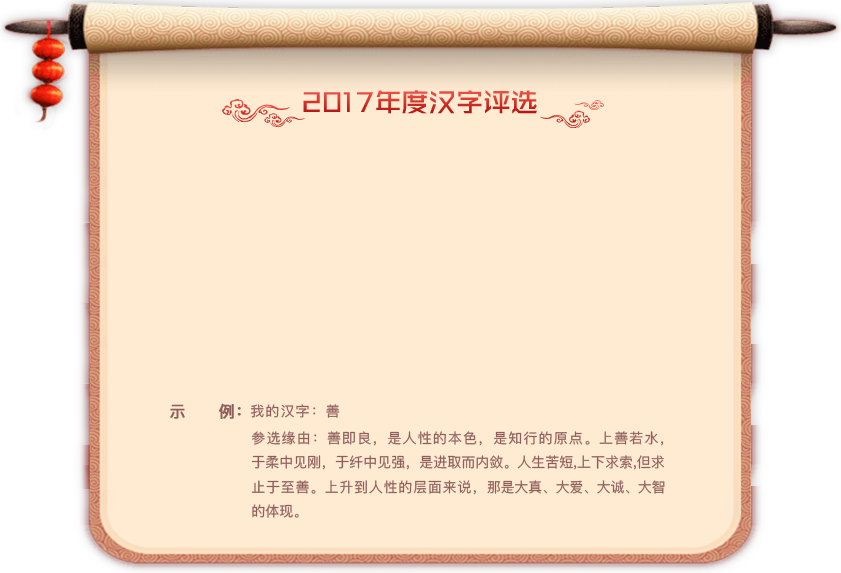 2017年度汉字评选
示 例：我的汉字：善
参选缘由：善即良，是人性的本色，是知行的原点。上善若水，
于柔中见刚，于纤中见强，是进取而内敛。人生苦短,上下求索,但求
止于至善。上升到人性的层面来说，那是大真、大爱、大诚、大智
的体现。